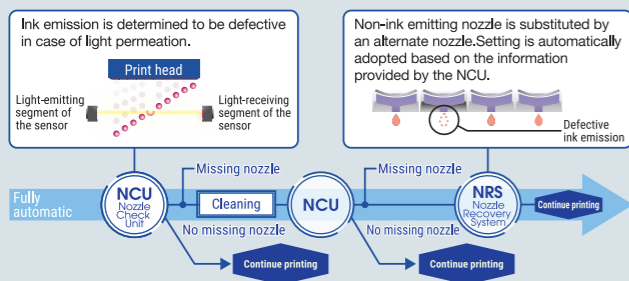 Ink emission is determined to be defective
in case of light permeation.
Print head
Light-emitting
segment of
the sensor
Light-receiving
segment of the
sensor
Non-ink emitting nozzle is substituted by
an alternate nozzle.Setting is automatically
adopted based on the information
provided by the NCU.
Defective
ink emission
Fully
automatic
NCU
Nozzle
Check
Unit
Missing nozzle
Cleaning
No missing nozzle
Continue printing
NCU
Missing nozzle
No missing nozzle
Continue printing
NRS
Nozzle
Recovery
System
Continue printing